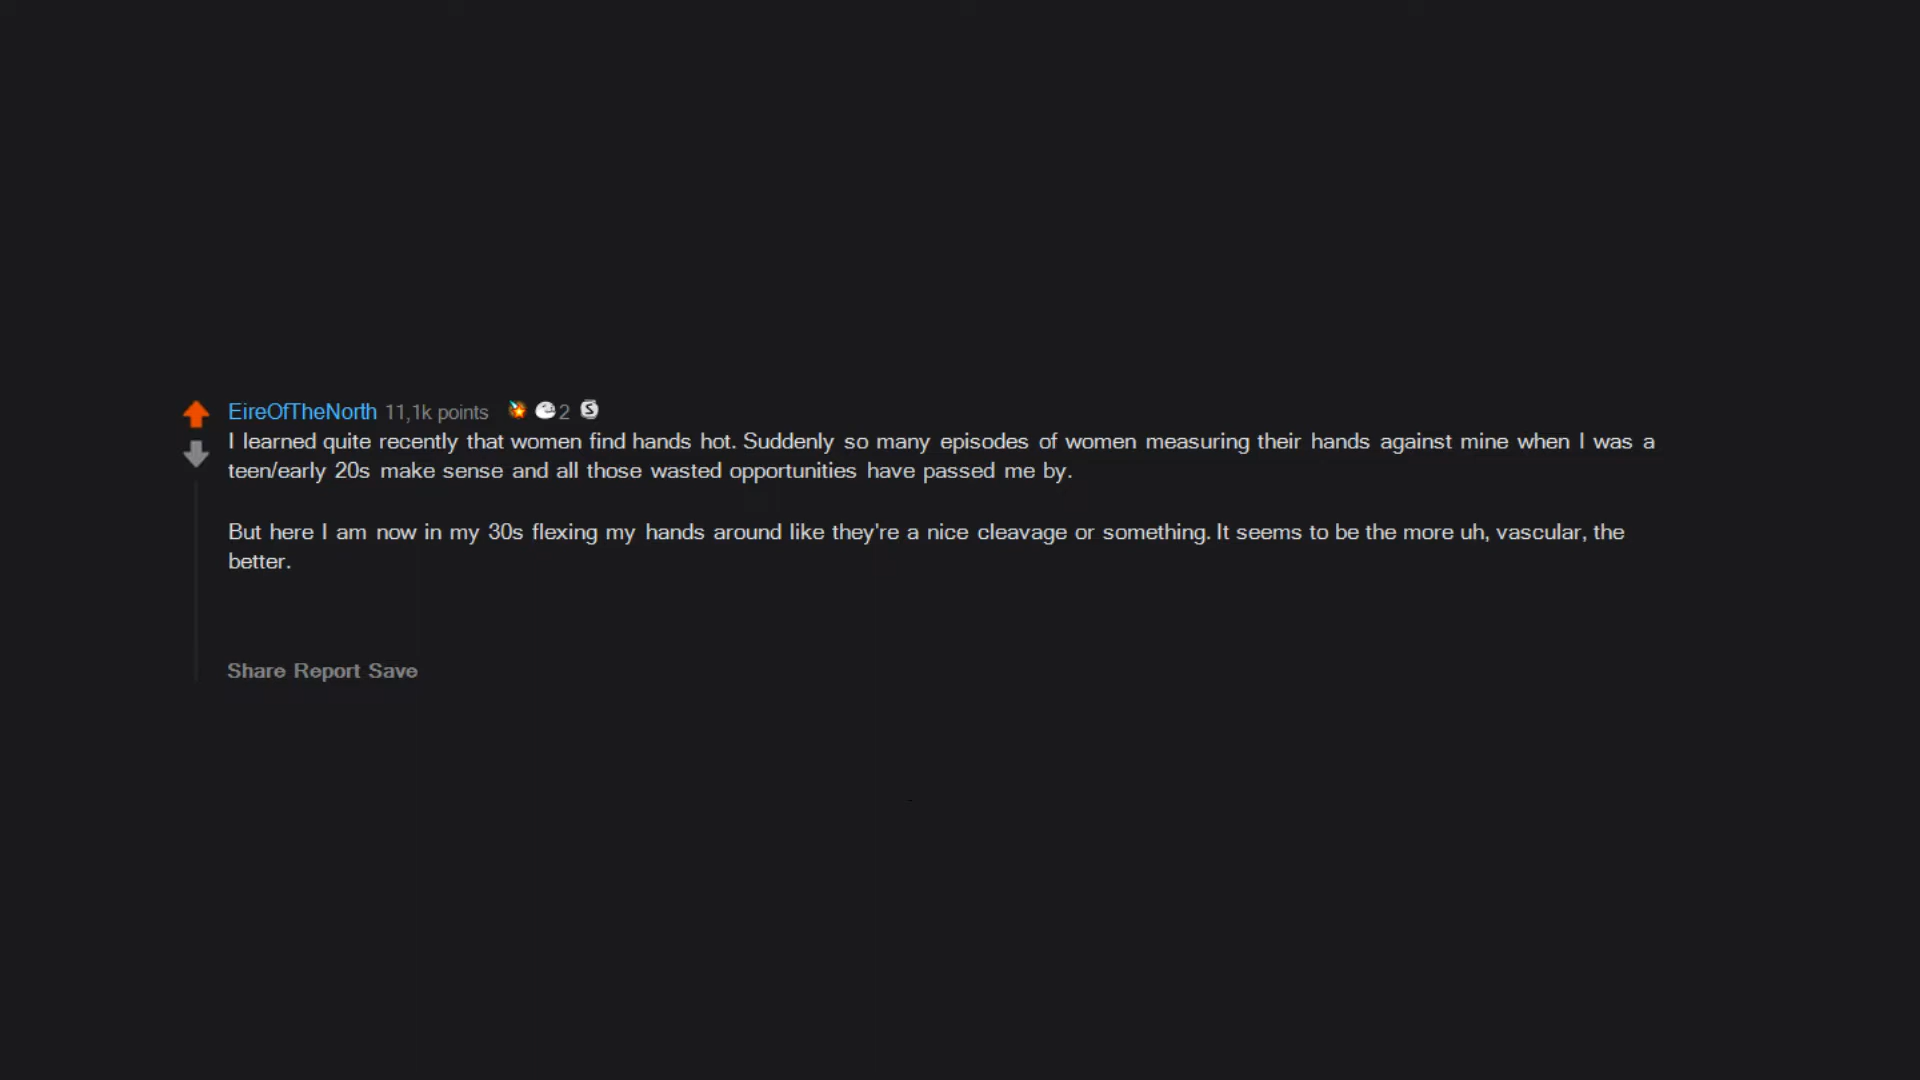 EireOfTheNorth 11,1k points 2 S
I learned quite recently that women find hands hot. Suddenly so many episodes of women measuring their hands against mine when I was a
teen/early 20s make sense and all those wasted opportunities have passed me by.
But here I am now in my 30s flexing my hands around like they're a nice cleavage or something. It seems to be the more uh, vascular, the
better.
Share Report Save